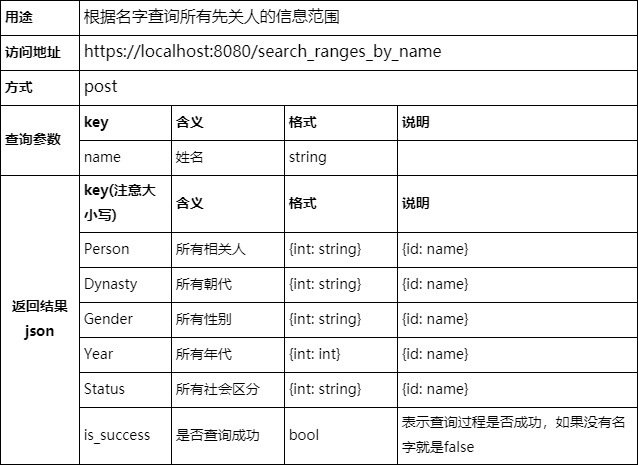 用途 根据名字查询所有先关人的信息范围
访问地址 https://localhost:8080/search_ranges_by_name
方式 post
查询参数 key 含义 格式 说明
name 姓名 string
返回结果 json
key(注意大小写) 含义 格式 说明
Person 所有相关人 {int: string} {id: name}
Dynasty 所有朝代 {int: string} {id: name}
Gender 所有性别 {int: string} {id: name}
Year 所有年代 {int: int} {id: name}
Status 所有社会区分 {int: string} {id: name}
is_success 是否查询成功 bool 表示查询过程是否成功，如果没有名字就是false